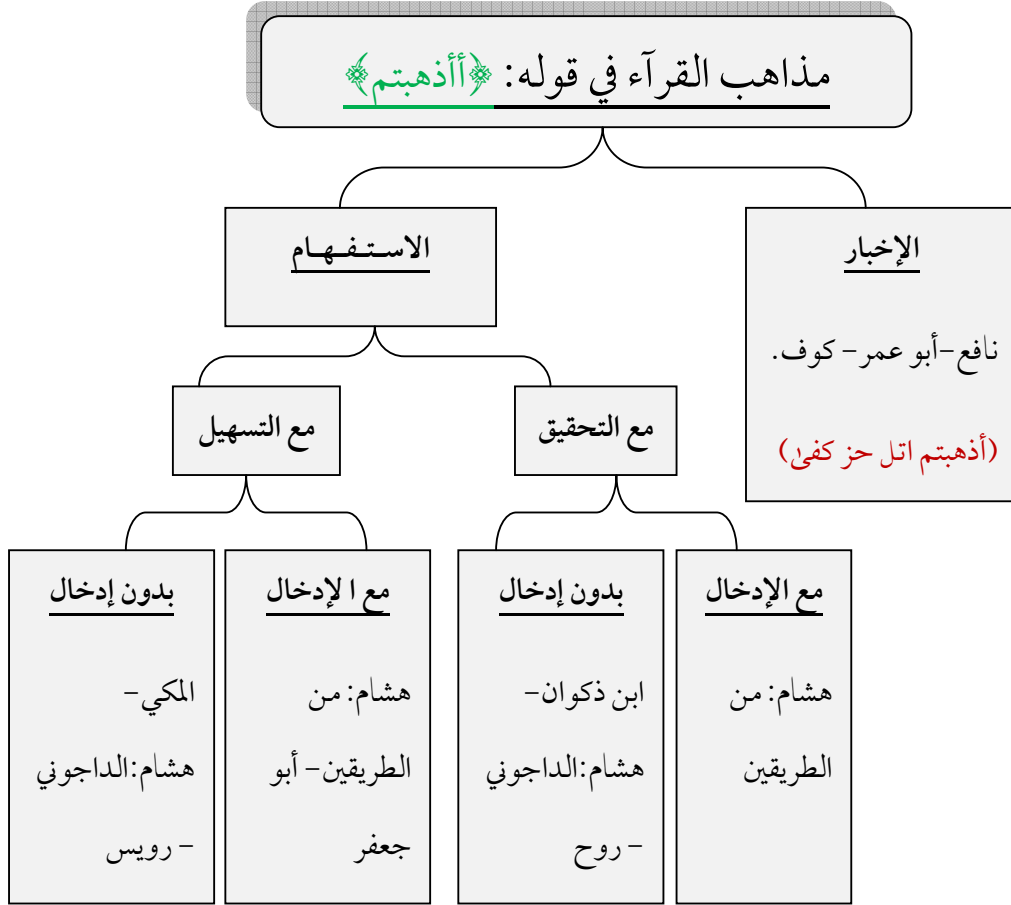 مذاهب القرآء في قوله: ﴿أأذهبتم﴾
الإخبار
نافع-أبو عمر- كوف.
(أذهبتم اتل حز كفىٰ)
الاستفهام
مع التحقيق
مع التسهيل
مع الإدخال
هشام: من
الطريقين
بدون إدخال
ابن ذكوان-
هشام:الداجوني
- روح
مع ا لإدخال
هشام: من
الطريقين- أبو
جعفر
بدون إدخال
المكي-
هشام:الداجوني
- رويس